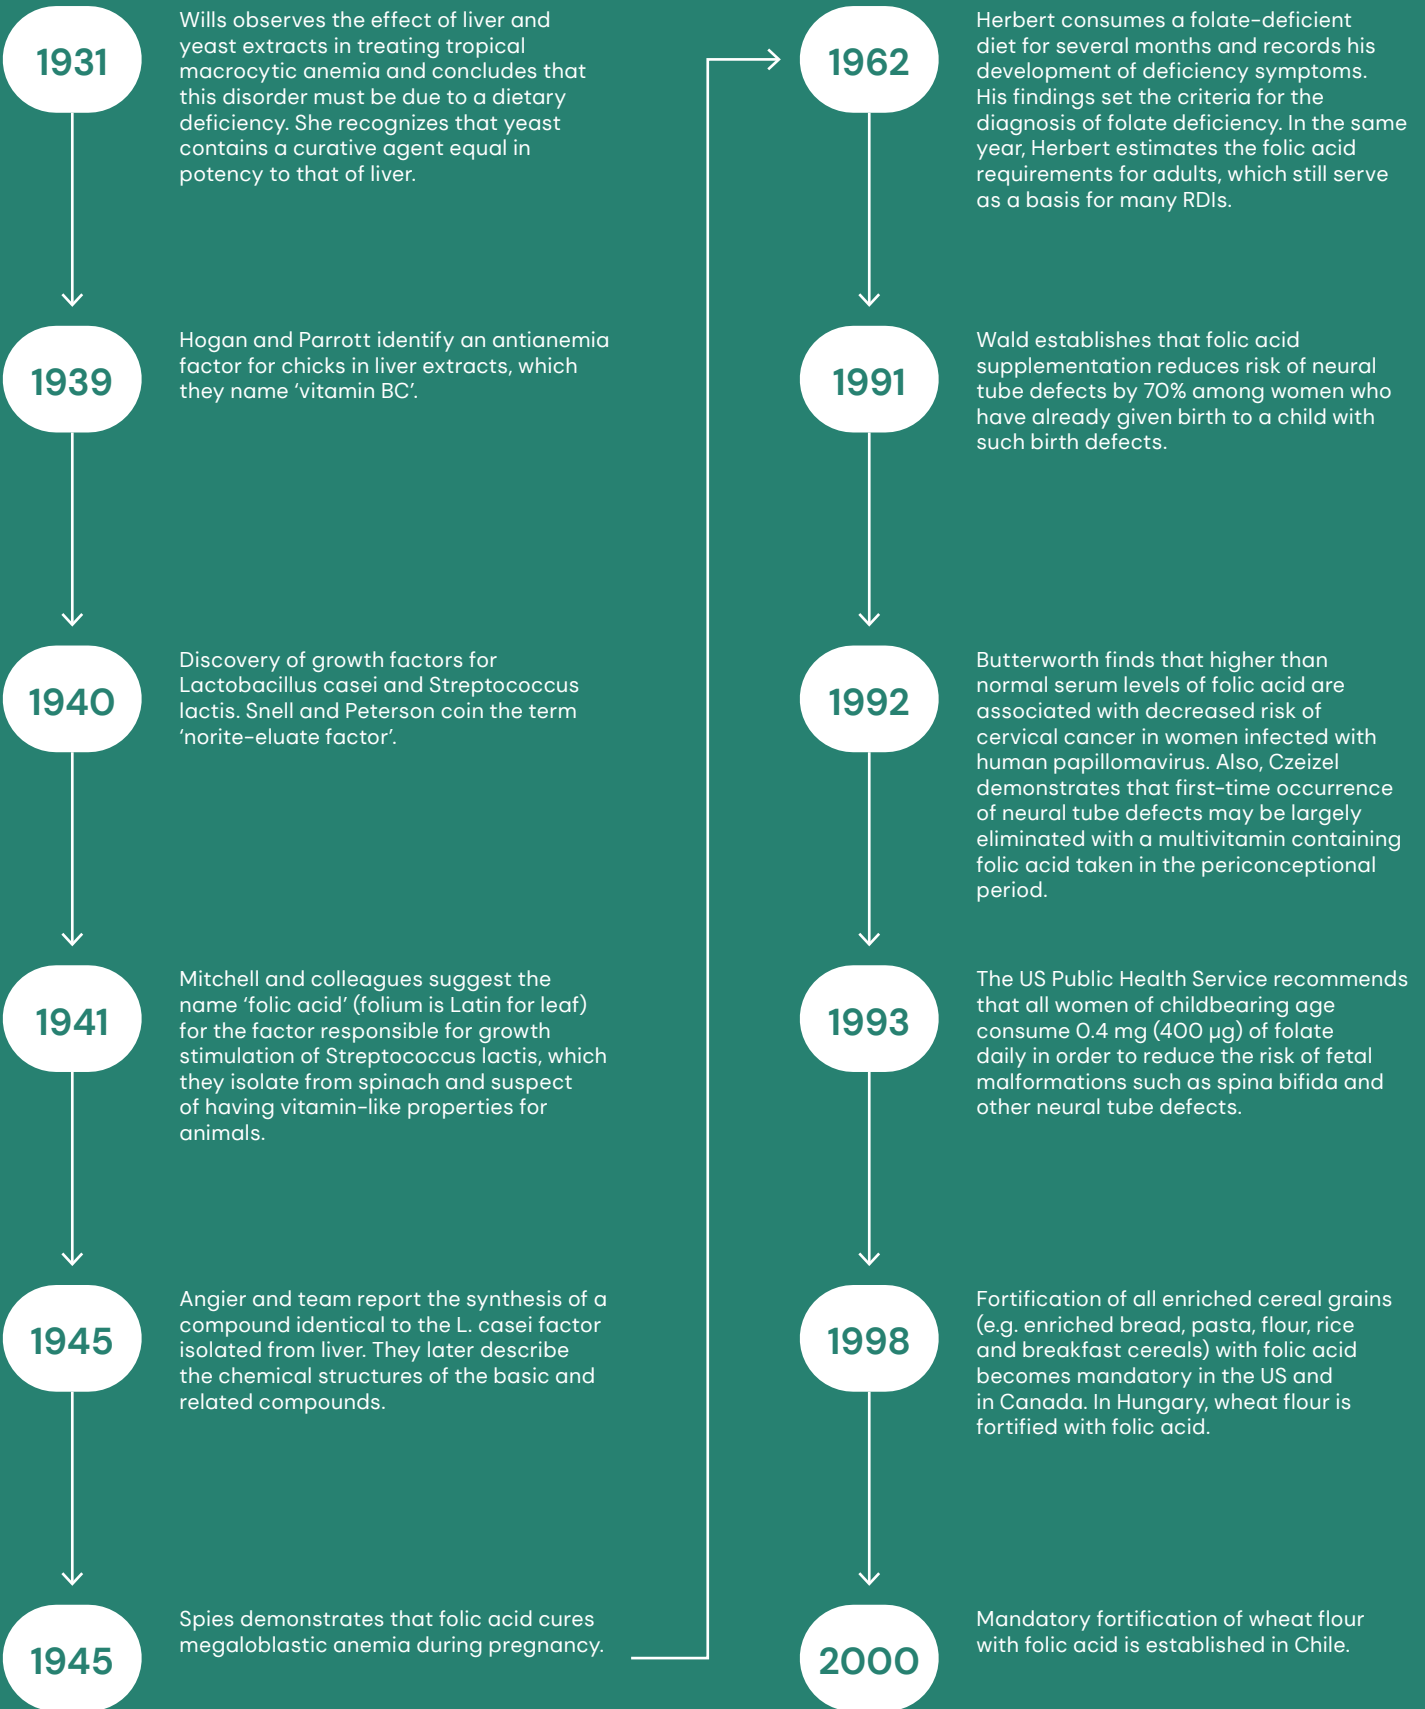 1931
Wills observes the effect of liver and
yeast extracts in treating tropical
macrocytic anemia and concludes that
this disorder must be due to a dietary
deficiency. She recognizes that yeast
contains a curative agent equal in
potency to that of liver.
1939
Hogan and Parrott identify an antianemia
factor for chicks in liver extracts, which
they name ‘vitamin BC’.
1940
Discovery of growth factors for
Lactobacillus casei and Streptococcus
lactis. Snell and Peterson coin the term
‘norite-eluate factor’.
1941
Mitchell and colleagues suggest the
name ‘folic acid’ (folium is Latin for leaf)
for the factor responsible for growth
stimulation of Streptococcus lactis, which
they isolate from spinach and suspect
of having vitamin-like properties for
animals.
1945
Angier and team report the synthesis of a
compound identical to the L. casei factor
isolated from liver. They later describe
the chemical structures of the basic and
related compounds.
1945
Spies demonstrates that folic acid cures
megaloblastic anemia during pregnancy.
1962
Herbert consumes a folate-deficient
diet for several months and records his
development of deficiency symptoms.
His findings set the criteria for the
diagnosis of folate deficiency. In the same
year, Herbert estimates the folic acid
requirements for adults, which still serve
as a basis for many RDIs.
1991
Wald establishes that folic acid
supplementation reduces risk of neural
tube defects by 70% among women who
have already given birth to a child with
such birth defects.
1992
Butterworth finds that higher than
normal serum levels of folic acid are
associated with decreased risk of
cervical cancer in women infected with
human papillomavirus. Also, Czeizel
demonstrates that first-time occurrence
of neural tube defects may be largely
eliminated with a multivitamin containing
folic acid taken in the periconceptional
period.
1993
The US Public Health Service recommends
that all women of childbearing age
consume 0.4 mg (400 µg) of folate
daily in order to reduce the risk of fetal
malformations such as spina bifida and
other neural tube defects.
1998
Fortification of all enriched cereal grains
(e.g. enriched bread, pasta, flour, rice
and breakfast cereals) with folic acid
becomes mandatory in the US and
in Canada. In Hungary, wheat flour is
fortified with folic acid.
2000
Mandatory fortification of wheat flour
with folic acid is established in Chile.